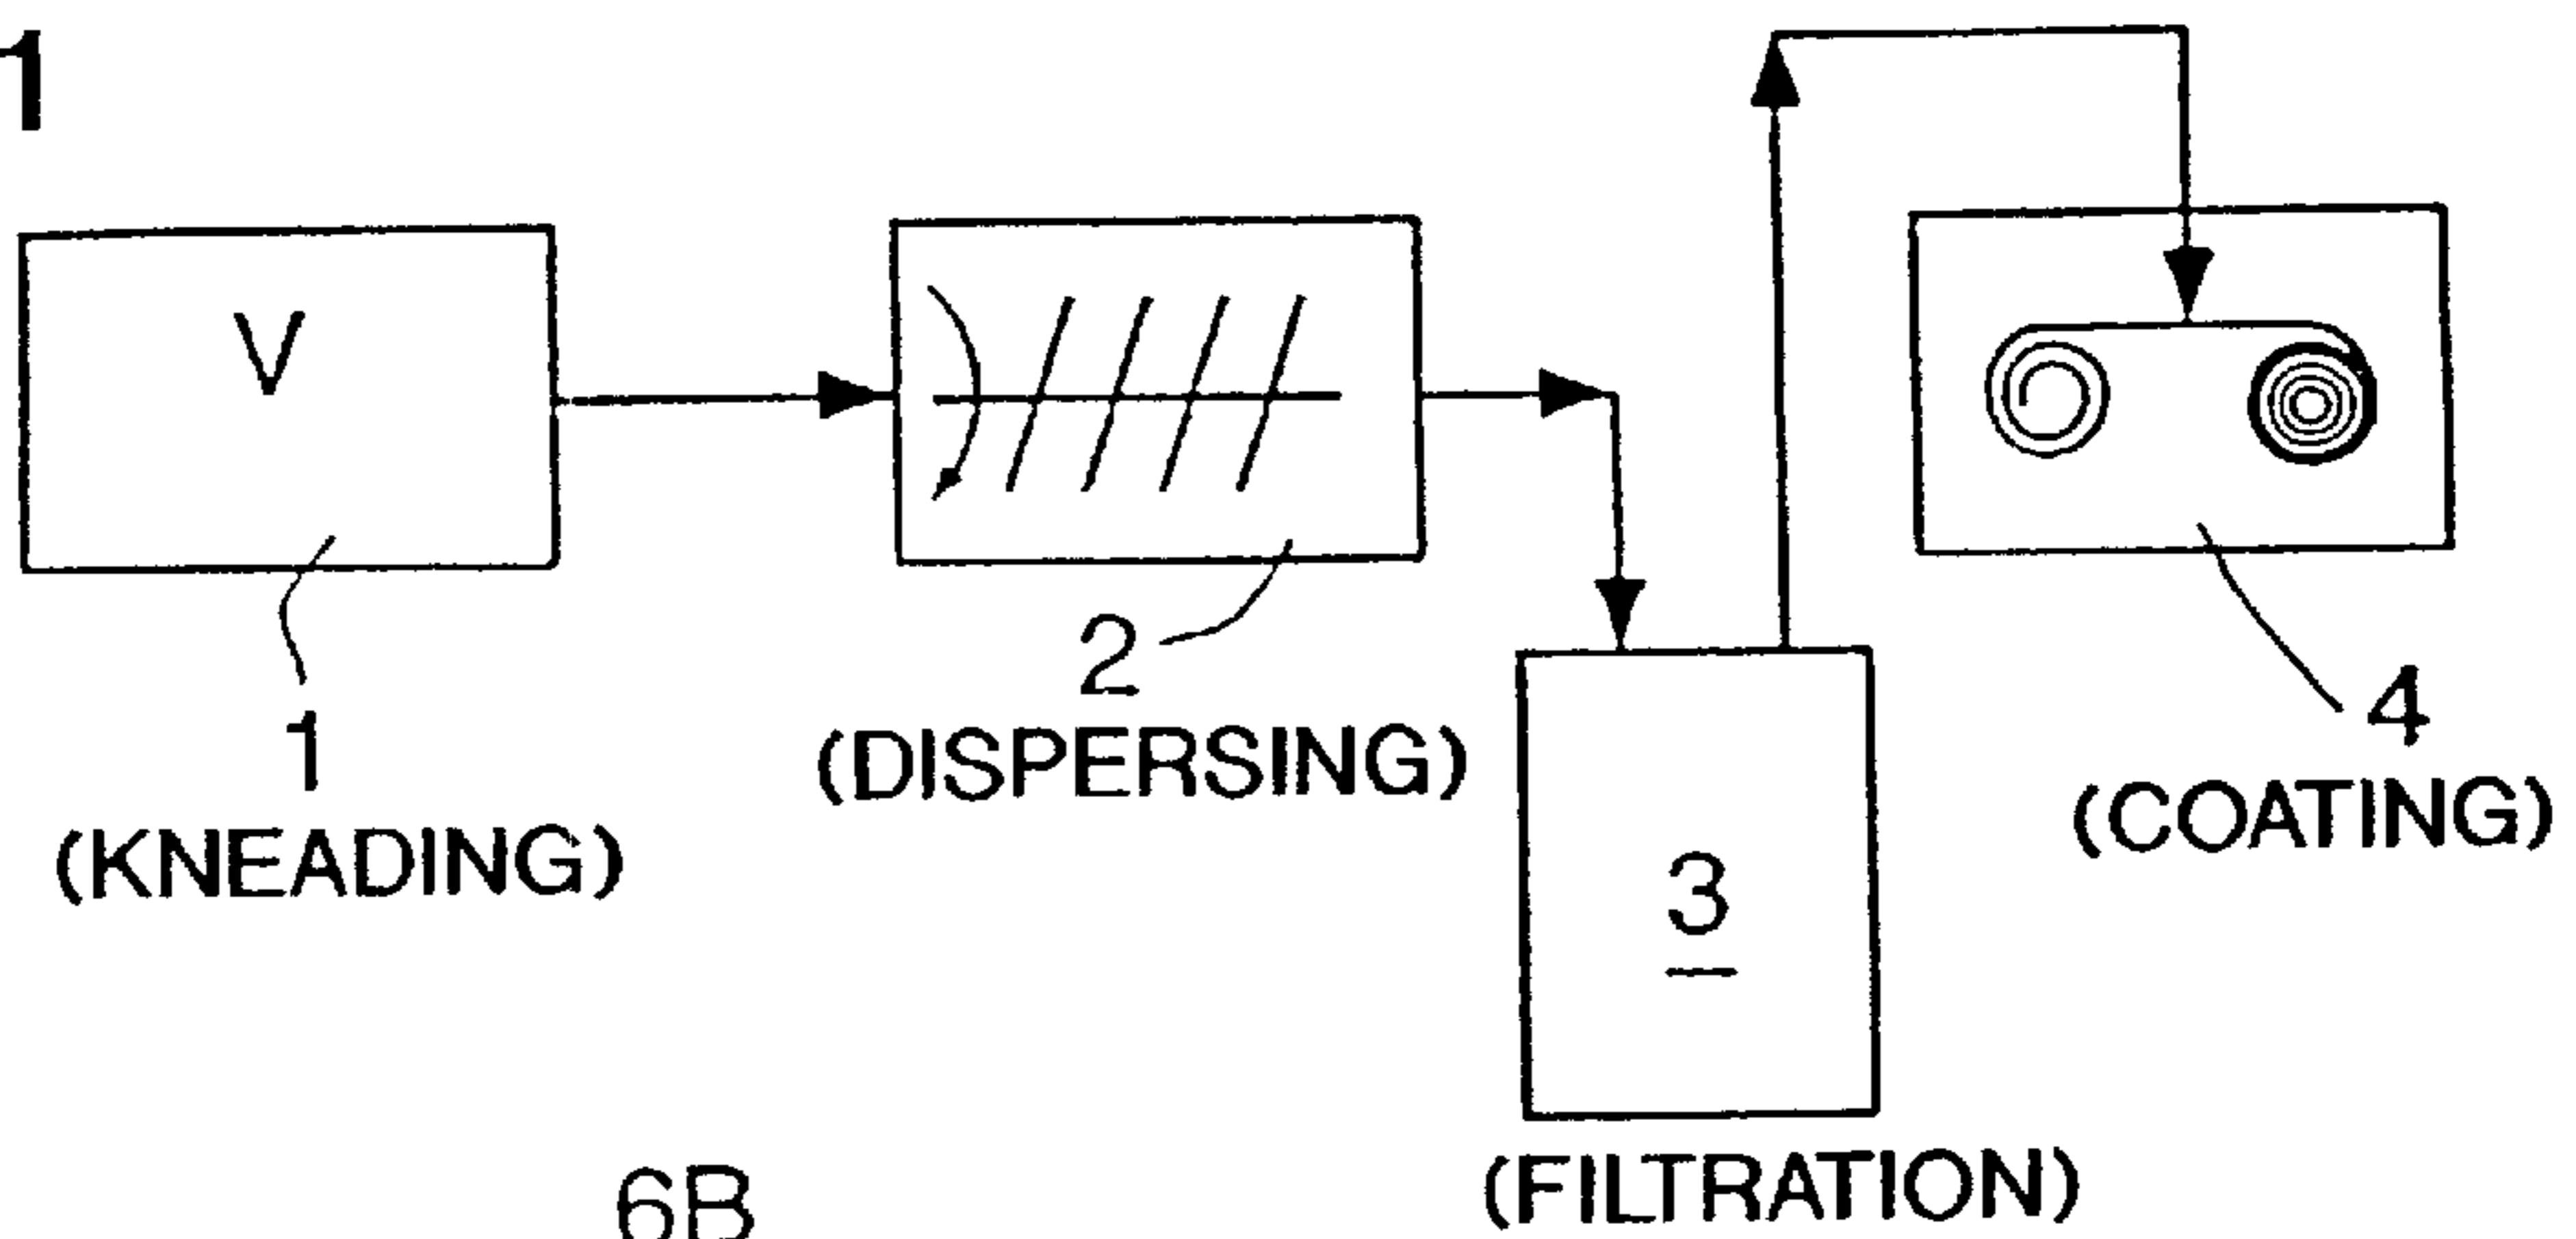 1
V
1
(KNEADING)
2
(DISPERSING)
3
(FILTRATION)
4
(COATING)
6B